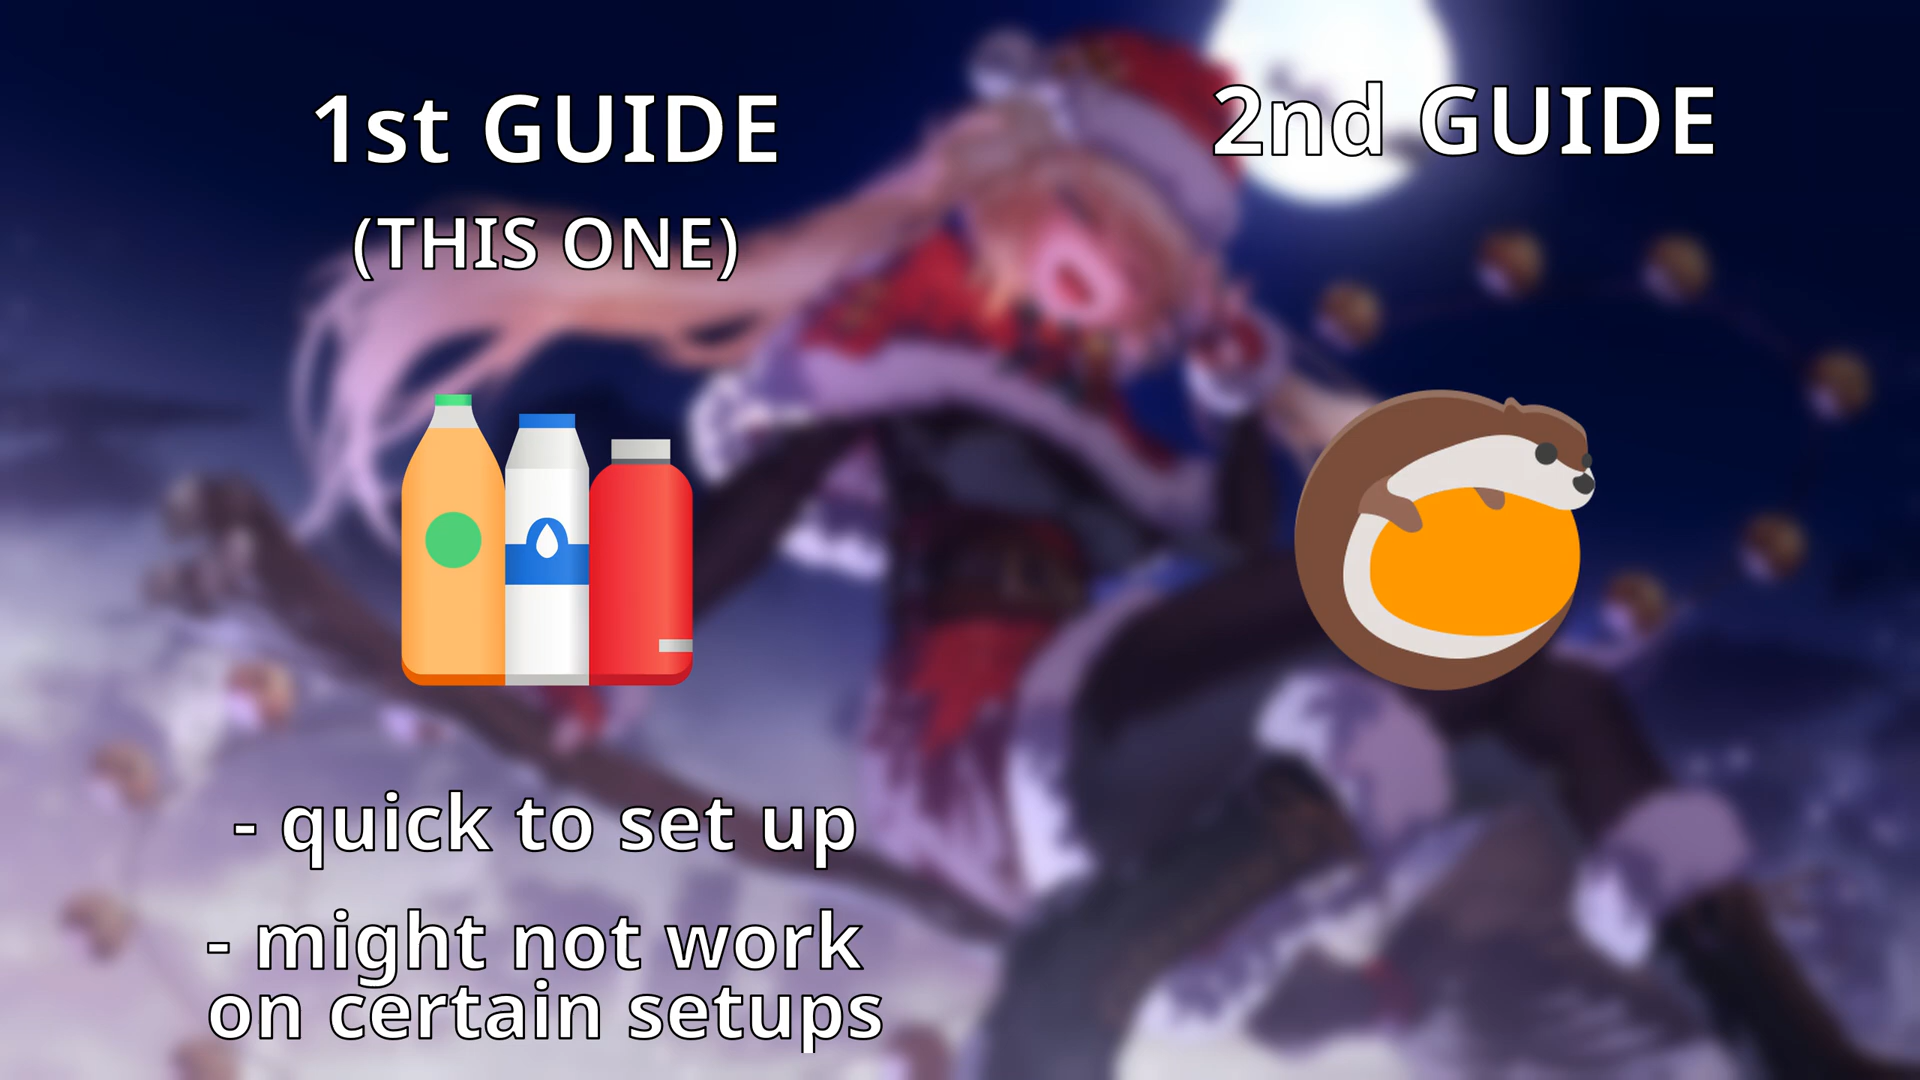 1st GUIDE
(THIS ONE)
- quick to set up
- might not work
on certain setups
2nd GUIDE